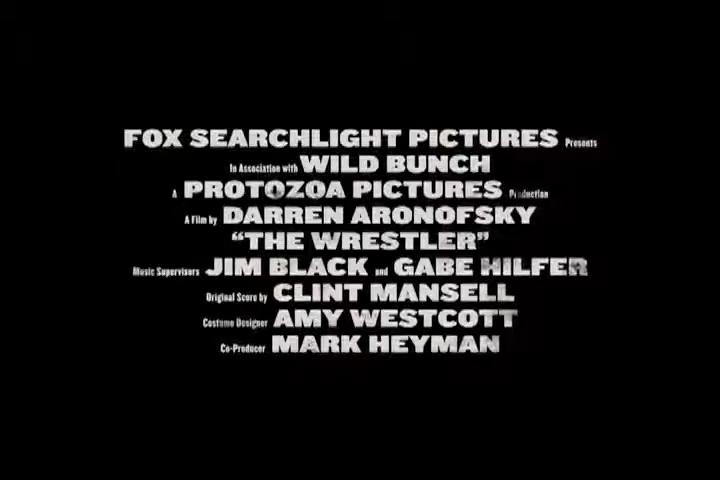 FOX SEARCHLIGHT PICTURES Presents
In Association with WILD BUNCH
A PROTOZOA PICTURES Production
A Film by DARREN ARONOFSKY
“THE WRESTLER”
Music Supervisors JIM BLACK and GABE HILFER
Original Score by CLINT MANSELL
Costume Designer AMY WESTCOTT
Co-Producer MARK HEYMAN